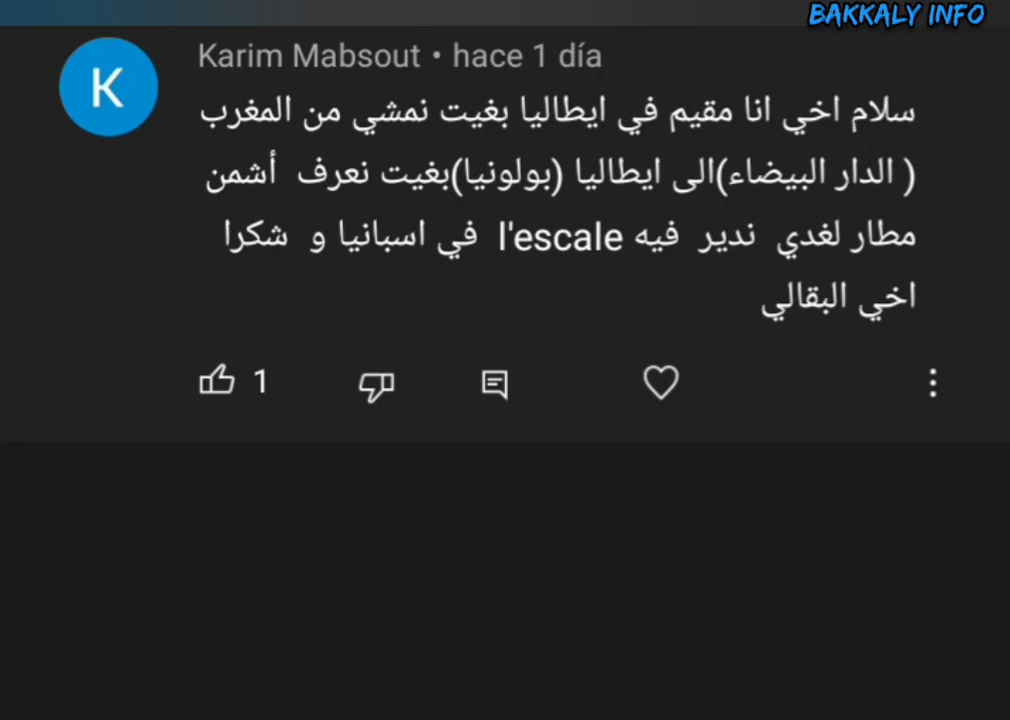 BAKKALY INFO
K
Karim Mabsout • hace 1 día
سلام اخي انا مقيم في ايطاليا بغيت نمشي من المغرب
( الدار البيضاء)الى ايطاليا (بولونيا)بغيت نعرف أشمن
مطار لغدي ندير فيه l'escale في اسبانيا و شكرا
اخي البقالي
1